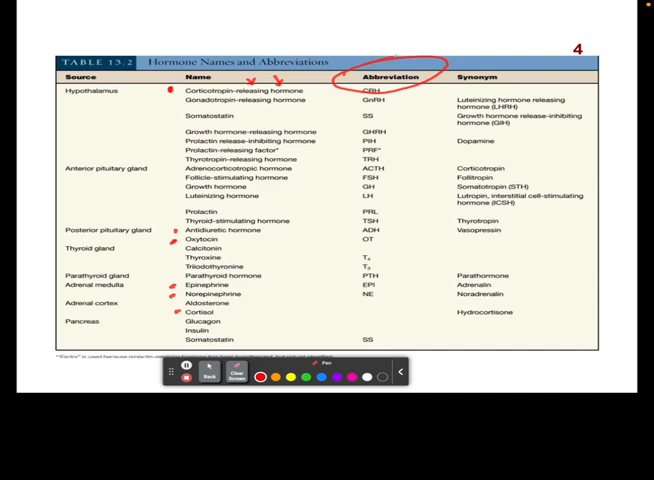 4
TABLE 13.2 Hormone Names and Abbreviations
Source Name Abbreviation Synonym
Hypothalamus Corticotropin-releasing hormone CRH
Gonadotropin-releasing hormone GnRH Luteinizing hormone releasing
hormone (LHRH)
Somatostatin SS Growth hormone release-inhibiting
hormone (GIH)
Growth hormone-releasing hormone GHRH
Prolactin release-inhibiting hormone PIH Dopamine
Prolactin-releasing factor* PRF*
Thyrotropin-releasing hormone TRH
Anterior pituitary gland Adrenocorticotropic hormone ACTH Corticotropin
Follicle-stimulating hormone FSH Follitropin
Growth hormone GH Somatotropin (STH)
Luteinizing hormone LH Lutropin, interstitial cell-stimulating
hormone (ICSH)
Prolactin PRL
Thyroid-stimulating hormone TSH Thyrotropin
Posterior pituitary gland Antidiuretic hormone ADH Vasopressin
Oxytocin OT
Thyroid gland Calcitonin
Thyroxine T₄
Triiodothyronine T₃
Parathyroid gland Parathyroid hormone PTH Parathormone
Adrenal medulla Epinephrine EPI Adrenalin
Norepinephrine NE Noradrenalin
Adrenal cortex Aldosterone
Cortisol Hydrocortisone
Pancreas Glucagon
Insulin
Somatostatin SS
Pen
Back
Clear
Screen